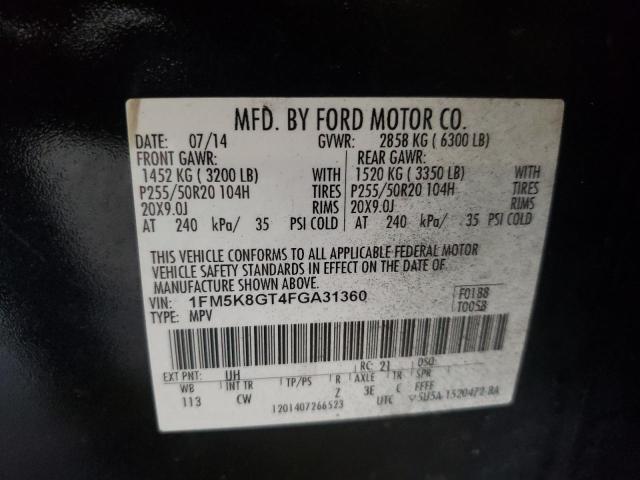 MFD. BY FORD MOTOR CO.
DATE: 07/14 GVWR: 2858 KG ( 6300 LB)
FRONT GAWR: REAR GAWR:
1452 KG ( 3200 LB) WITH 1520 KG ( 3350 LB) WITH
P255/50R20 104H TIRES P255/50R20 104H TIRES
20X9.0J RIMS 20X9.0J RIMS
AT 240 kPa/ 35 PSI COLD AT 240 kPa/ 35 PSI COLD
THIS VEHICLE CONFORMS TO ALL APPLICABLE FEDERAL MOTOR
VEHICLE SAFETY STANDARDS IN EFFECT ON THE DATE OF
MANUFACTURE SHOWN ABOVE.
VIN: 1FM5K8GT4FGA31360 F0188
TYPE: MPV T0058
EXT PNT: UH RC: 21 DSO:
WB INT TR TP/PS R AXLE TR SPR
113 CW Z 3E C FFFF
1201407266523 UTC 5U5A-1520472-BA